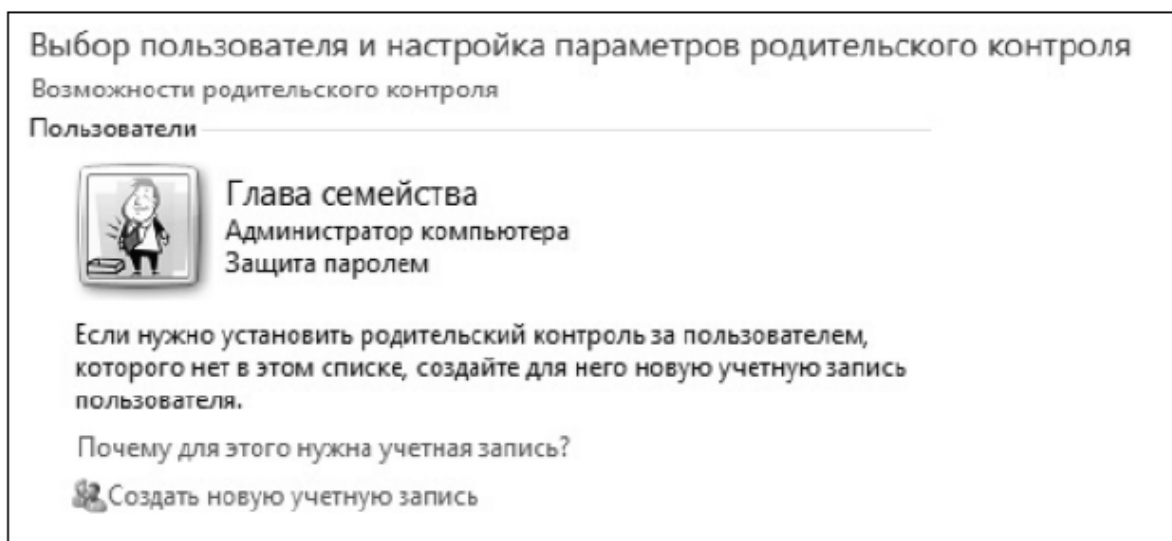 Выбор пользователя и настройка параметров родительского контроля
Возможности родительского контроля
Пользователи
Глава семейства
Администратор компьютера
Защита паролем
Если нужно установить родительский контроль за пользователем,
которого нет в этом списке, создайте для него новую учетную запись
пользователя.
Почему для этого нужна учетная запись?
Создать новую учетную запись